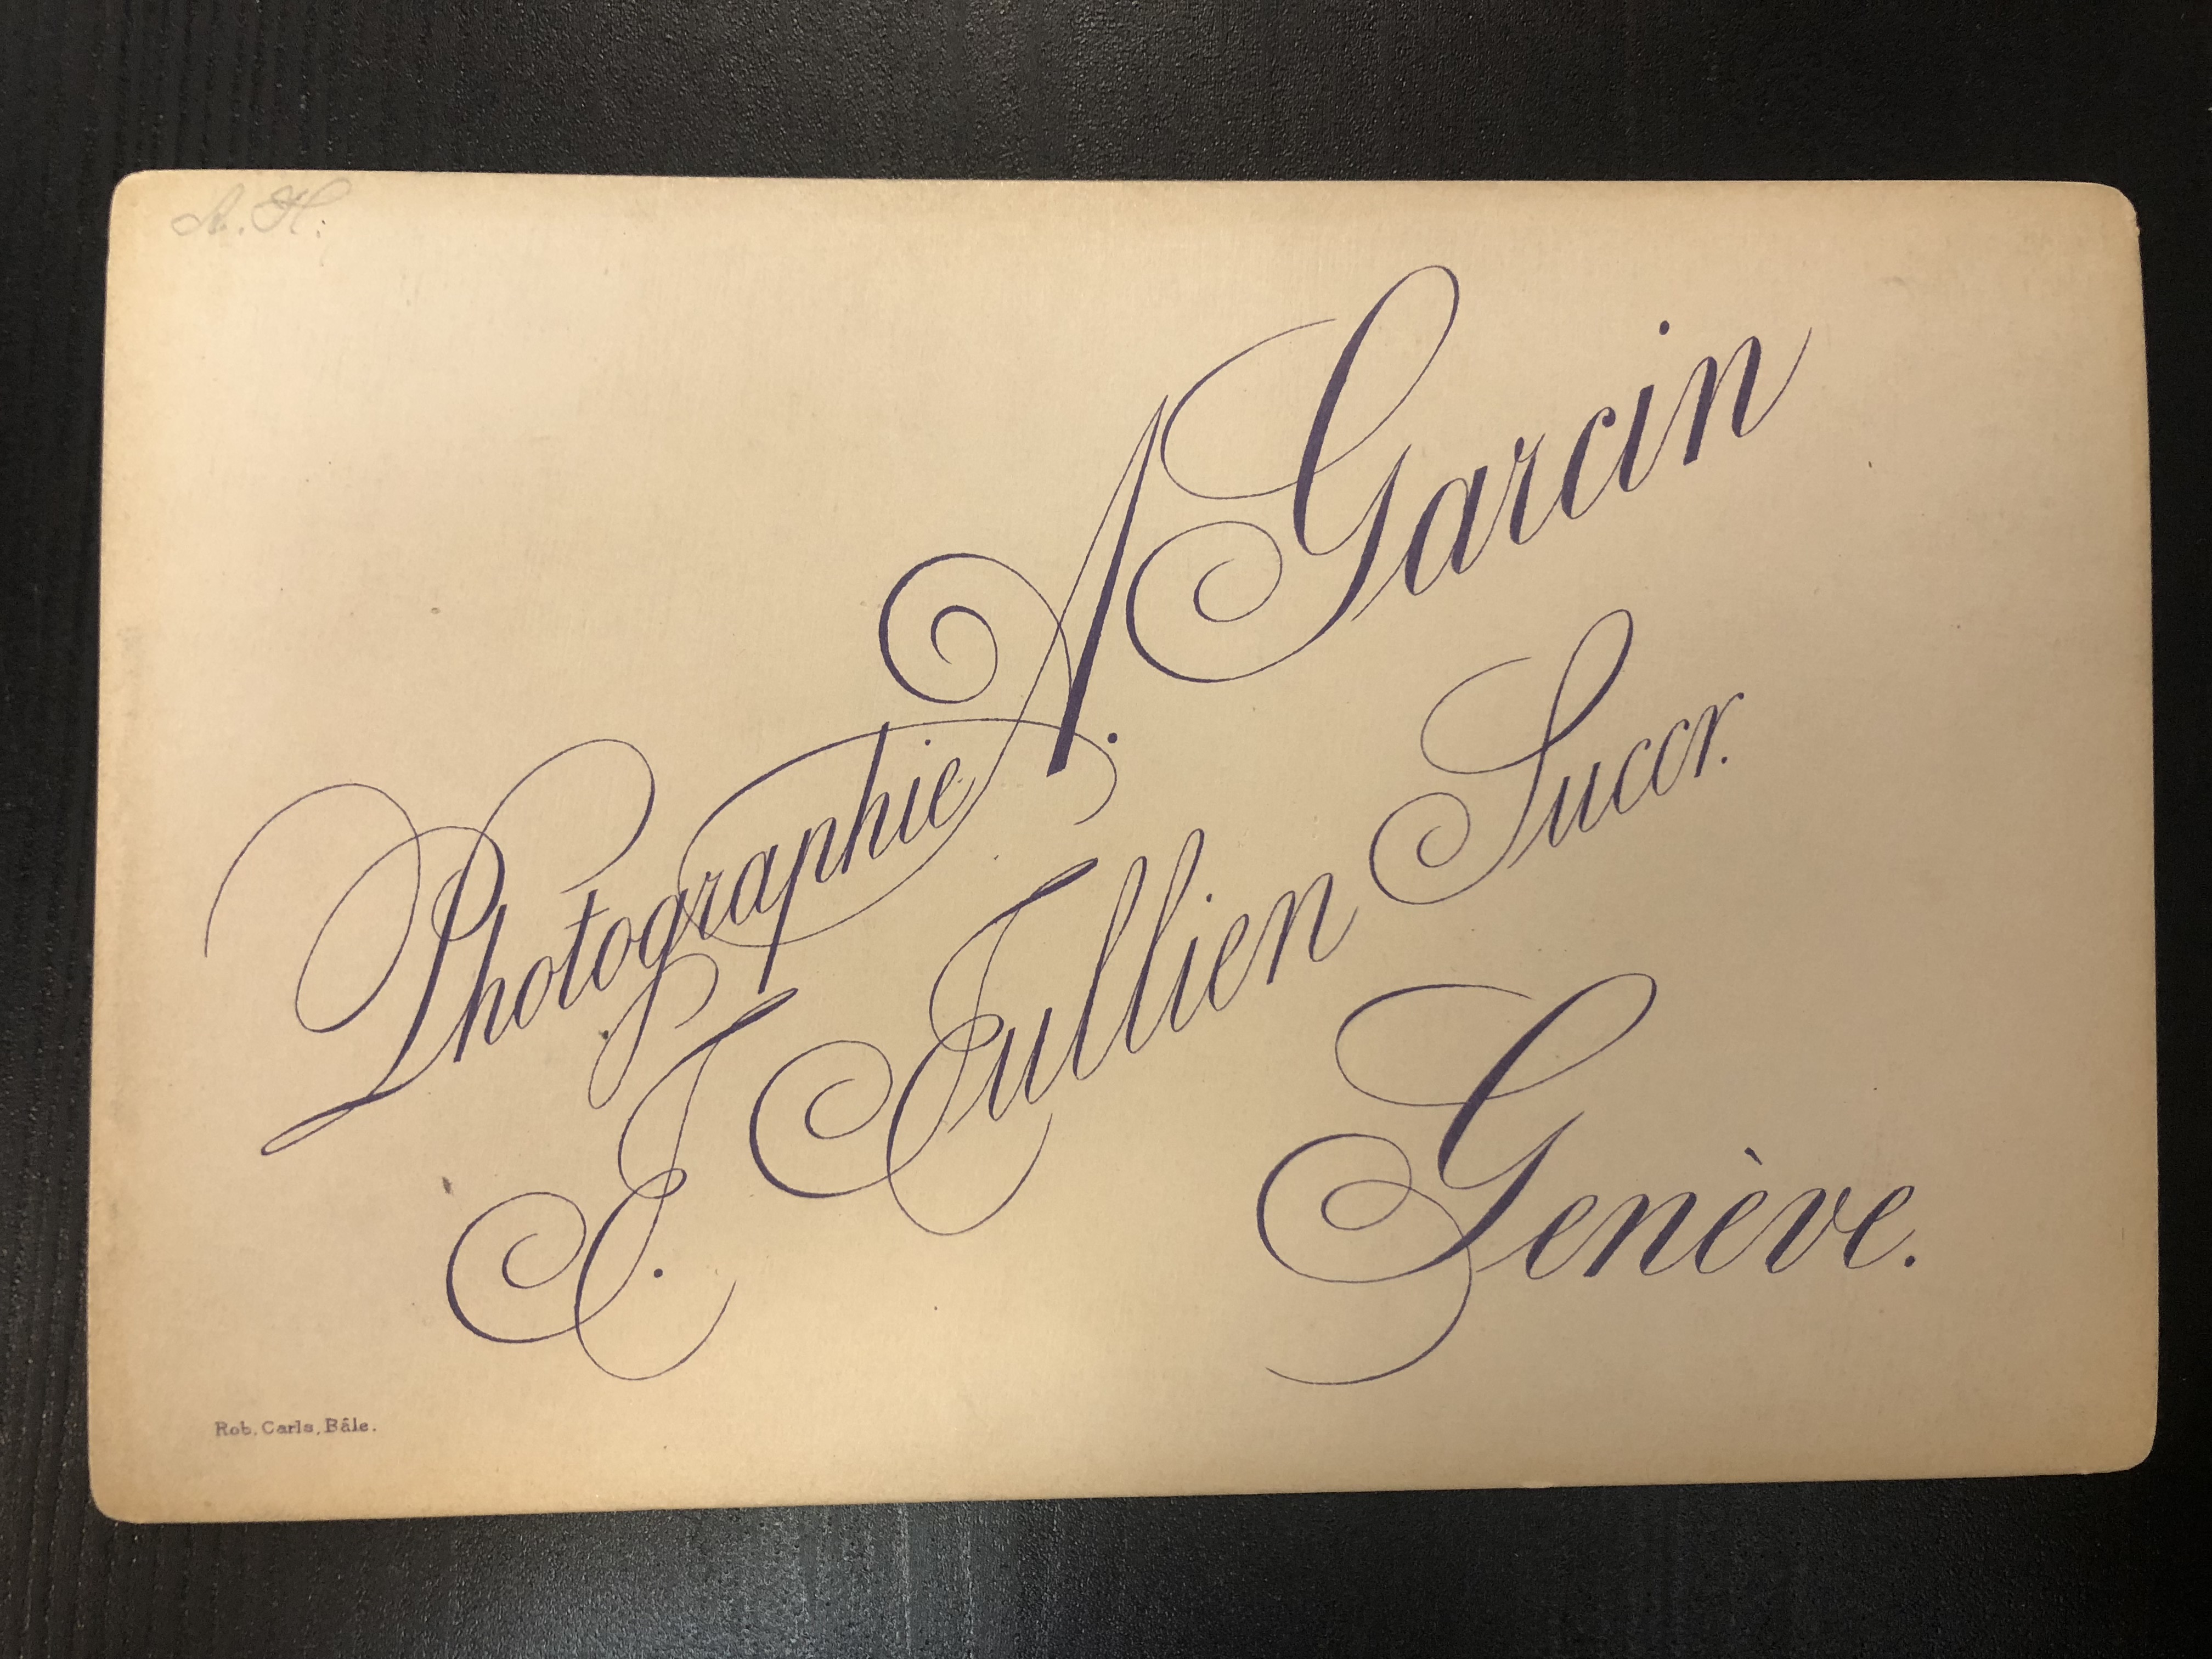 A. H.
Photographie A. Garcin
J. Jullien Succr.
Genève.
Rob. Carls, Bâle.